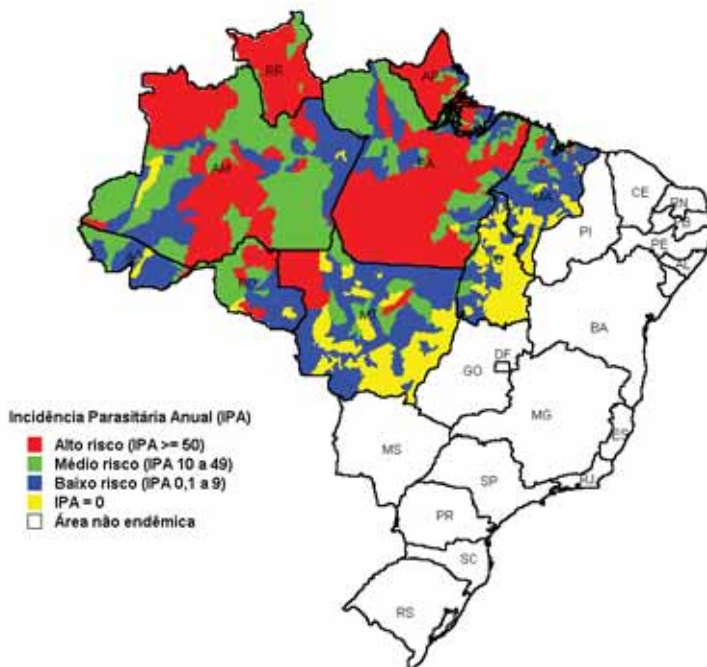 RR
AP
AM
PA
MA
CE
RN
PI
PE
MT
BA
DF
GO
MG
ES
MS
SP
RJ
PR
SC
RS
Incidência Parasitária Anual (IPA)
Alto risco (IPA >= 50)
Médio risco (IPA 10 a 49)
Baixo risco (IPA 0,1 a 9)
IPA = 0
Área não endêmica